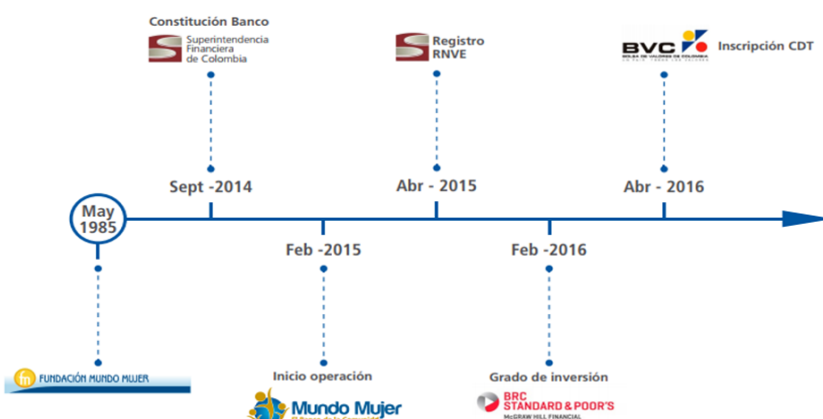 Constitución Banco
Superintendencia
Financiera
de Colombia
Registro
RNVE
BVC
BOLSA DE VALORES DE COLOMBIA
Inscripción CDT
Sept -2014
Abr - 2015
Abr - 2016
May
1985
Feb -2015
Feb -2016
fm FUNDACIÓN MUNDO MUJER
Inicio operación
Mundo Mujer
Grado de inversión
BRC
STANDARD & POOR'S
McGRAW HILL FINANCIAL